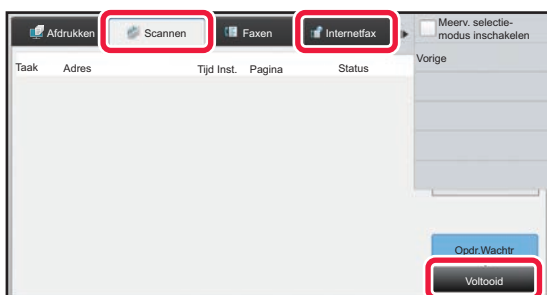 Afdrukken Scannen Faxen Internetfax
Meerv. selectie-
modus inschakelen
Taak Adres Tijd Inst. Pagina Status
Vorige
Opdr.Wachtr
Voltooid